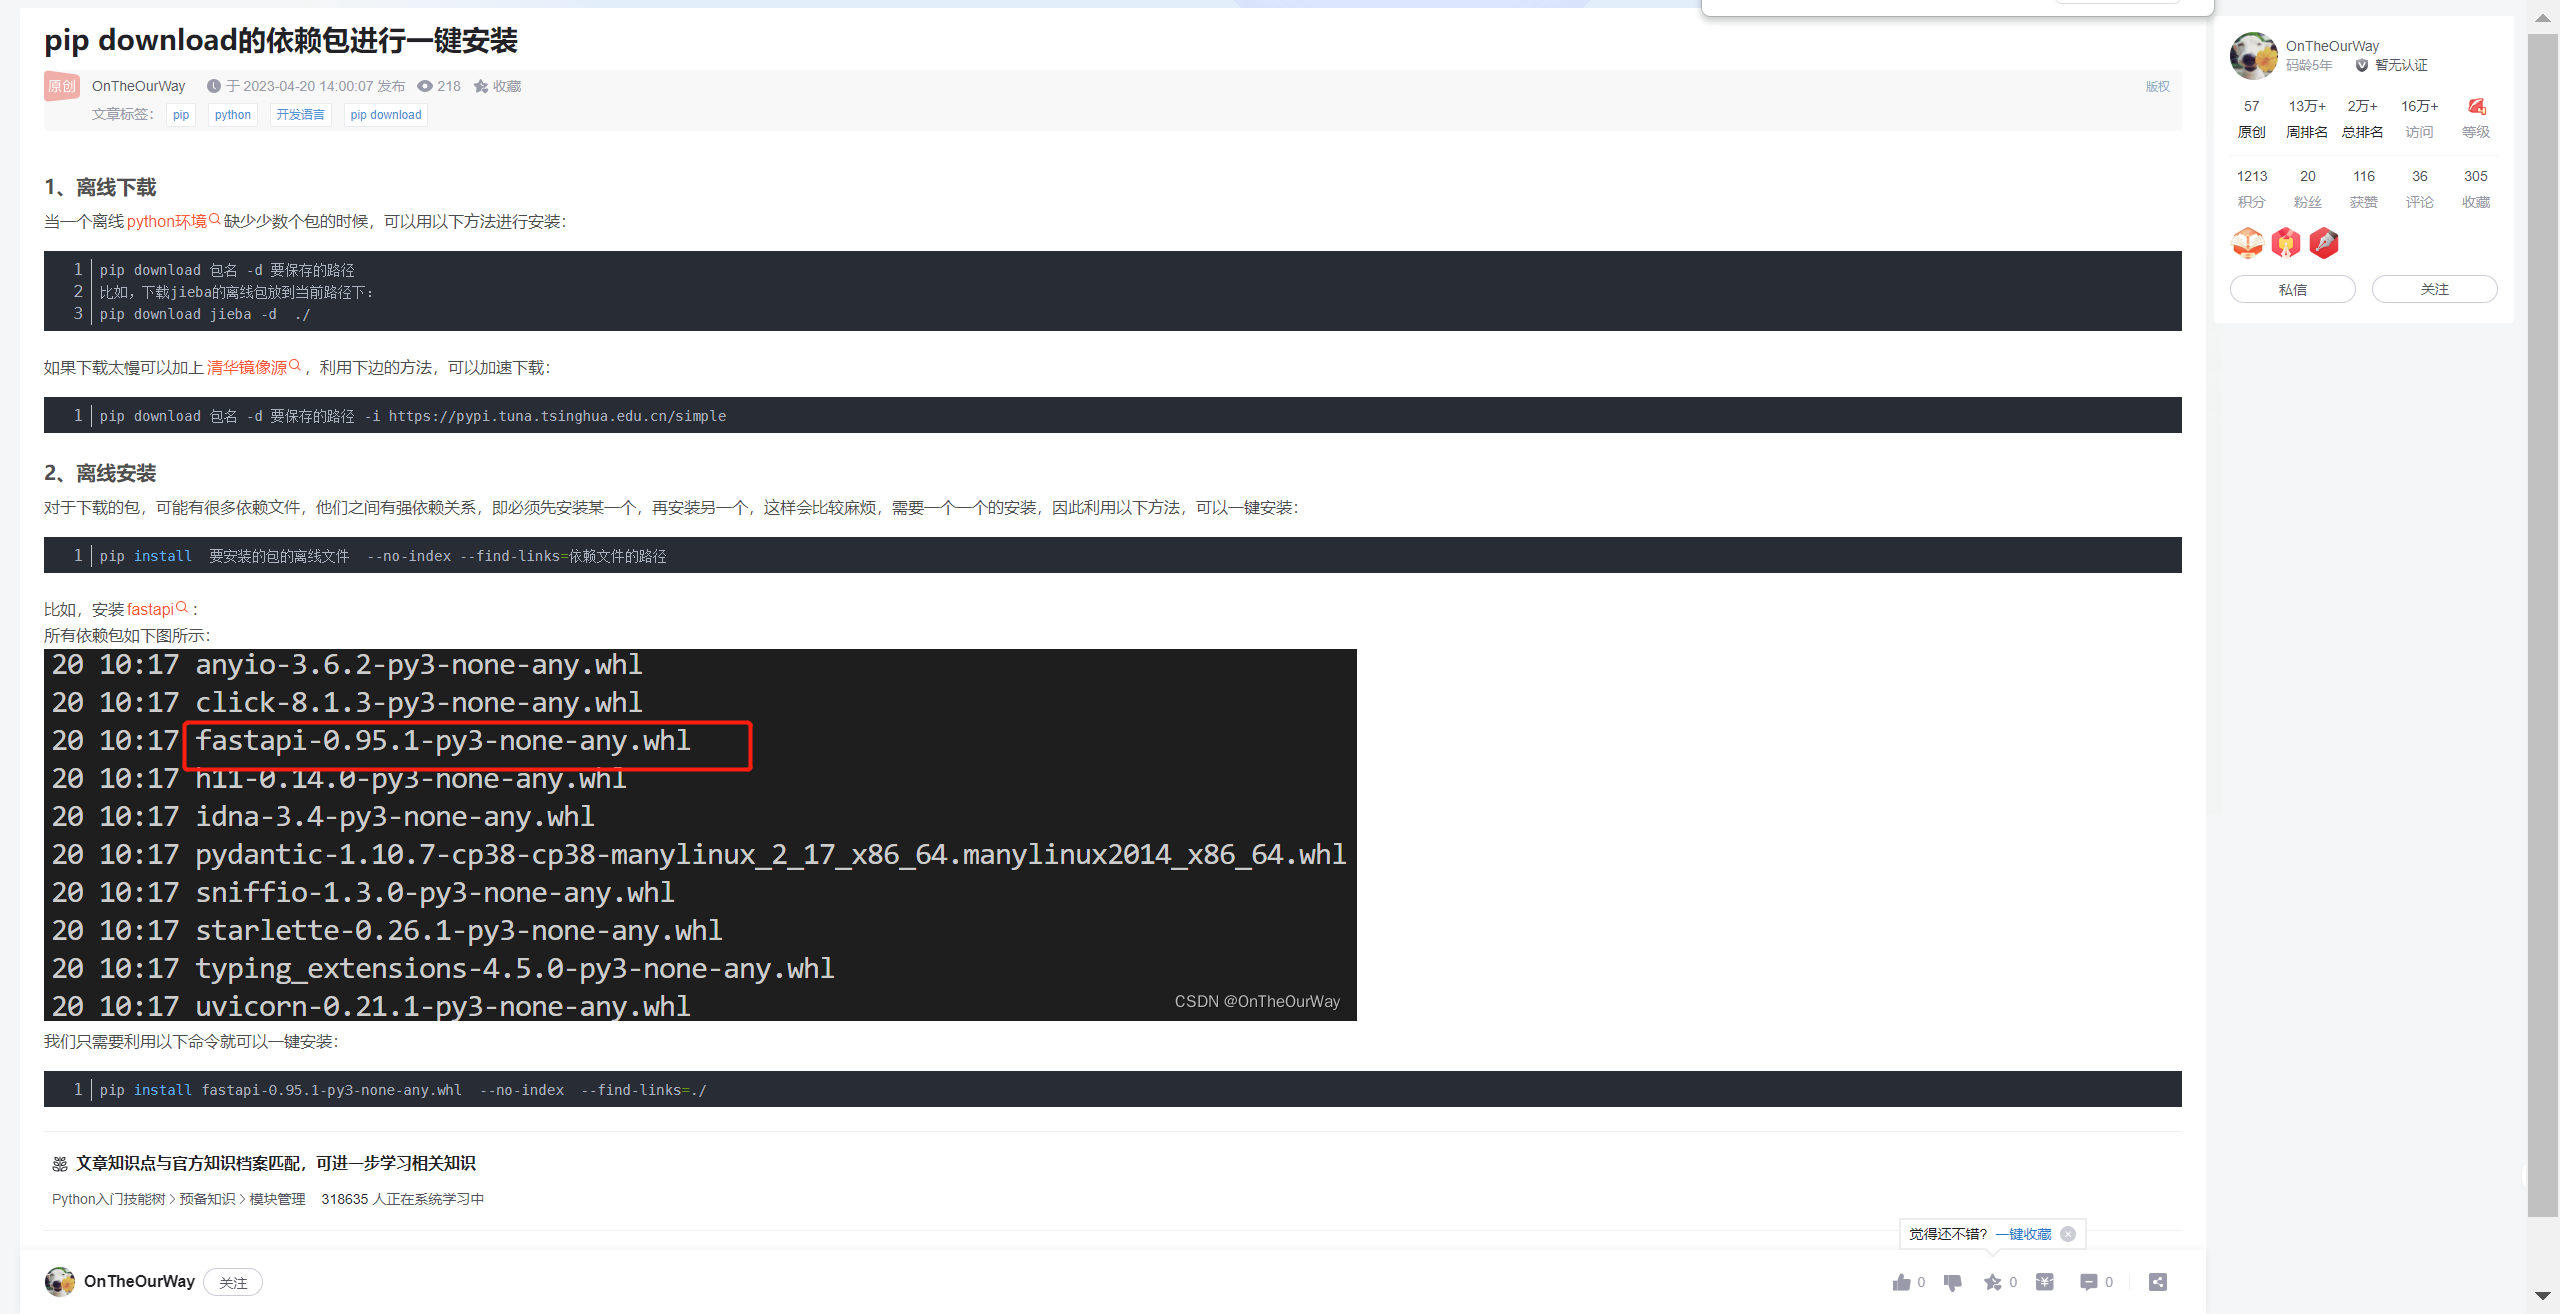 pip download的依赖包进行一键安装
原创 OnTheOurWay 于 2023-04-20 14:00:07 发布 218 收藏 版权
文章标签： pip python 开发语言 pip download
1、离线下载
当一个离线python环境缺少少数个包的时候，可以用以下方法进行安装：
1 pip download 包名 -d 要保存的路径
2 比如，下载jieba的离线包放到当前路径下：
3 pip download jieba -d  ./
如果下载太慢可以加上清华镜像源，利用下边的方法，可以加速下载：
1 pip download 包名 -d 要保存的路径 -i https://pypi.tuna.tsinghua.edu.cn/simple
2、离线安装
对于下载的包，可能有很多依赖文件，他们之间有强依赖关系，即必须先安装某一个，再安装另一个，这样会比较麻烦，需要一个一个的安装，因此利用以下方法，可以一键安装：
1 pip install  要安装的包的离线文件  --no-index --find-links=依赖文件的路径
比如，安装fastapi：
所有依赖包如下图所示：
20 10:17 anyio-3.6.2-py3-none-any.whl
20 10:17 click-8.1.3-py3-none-any.whl
20 10:17 fastapi-0.95.1-py3-none-any.whl
20 10:17 h11-0.14.0-py3-none-any.whl
20 10:17 idna-3.4-py3-none-any.whl
20 10:17 pydantic-1.10.7-cp38-cp38-manylinux_2_17_x86_64.manylinux2014_x86_64.whl
20 10:17 sniffio-1.3.0-py3-none-any.whl
20 10:17 starlette-0.26.1-py3-none-any.whl
20 10:17 typing_extensions-4.5.0-py3-none-any.whl
20 10:17 uvicorn-0.21.1-py3-none-any.whl
CSDN @OnTheOurWay
我们只需要利用以下命令就可以一键安装：
1 pip install fastapi-0.95.1-py3-none-any.whl  --no-index  --find-links=./
文章知识点与官方知识档案匹配，可进一步学习相关知识
Python入门技能树 > 预备知识 > 模块管理 318635 人正在系统学习中
觉得还不错？ 一键收藏
OnTheOurWay 关注 0 0 0
OnTheOurWay
码龄5年 暂无认证
57 13万+ 2万+ 16万+
原创 周排名 总排名 访问 等级
1213 20 116 36 305
积分 粉丝 获赞 评论 收藏
私信 关注